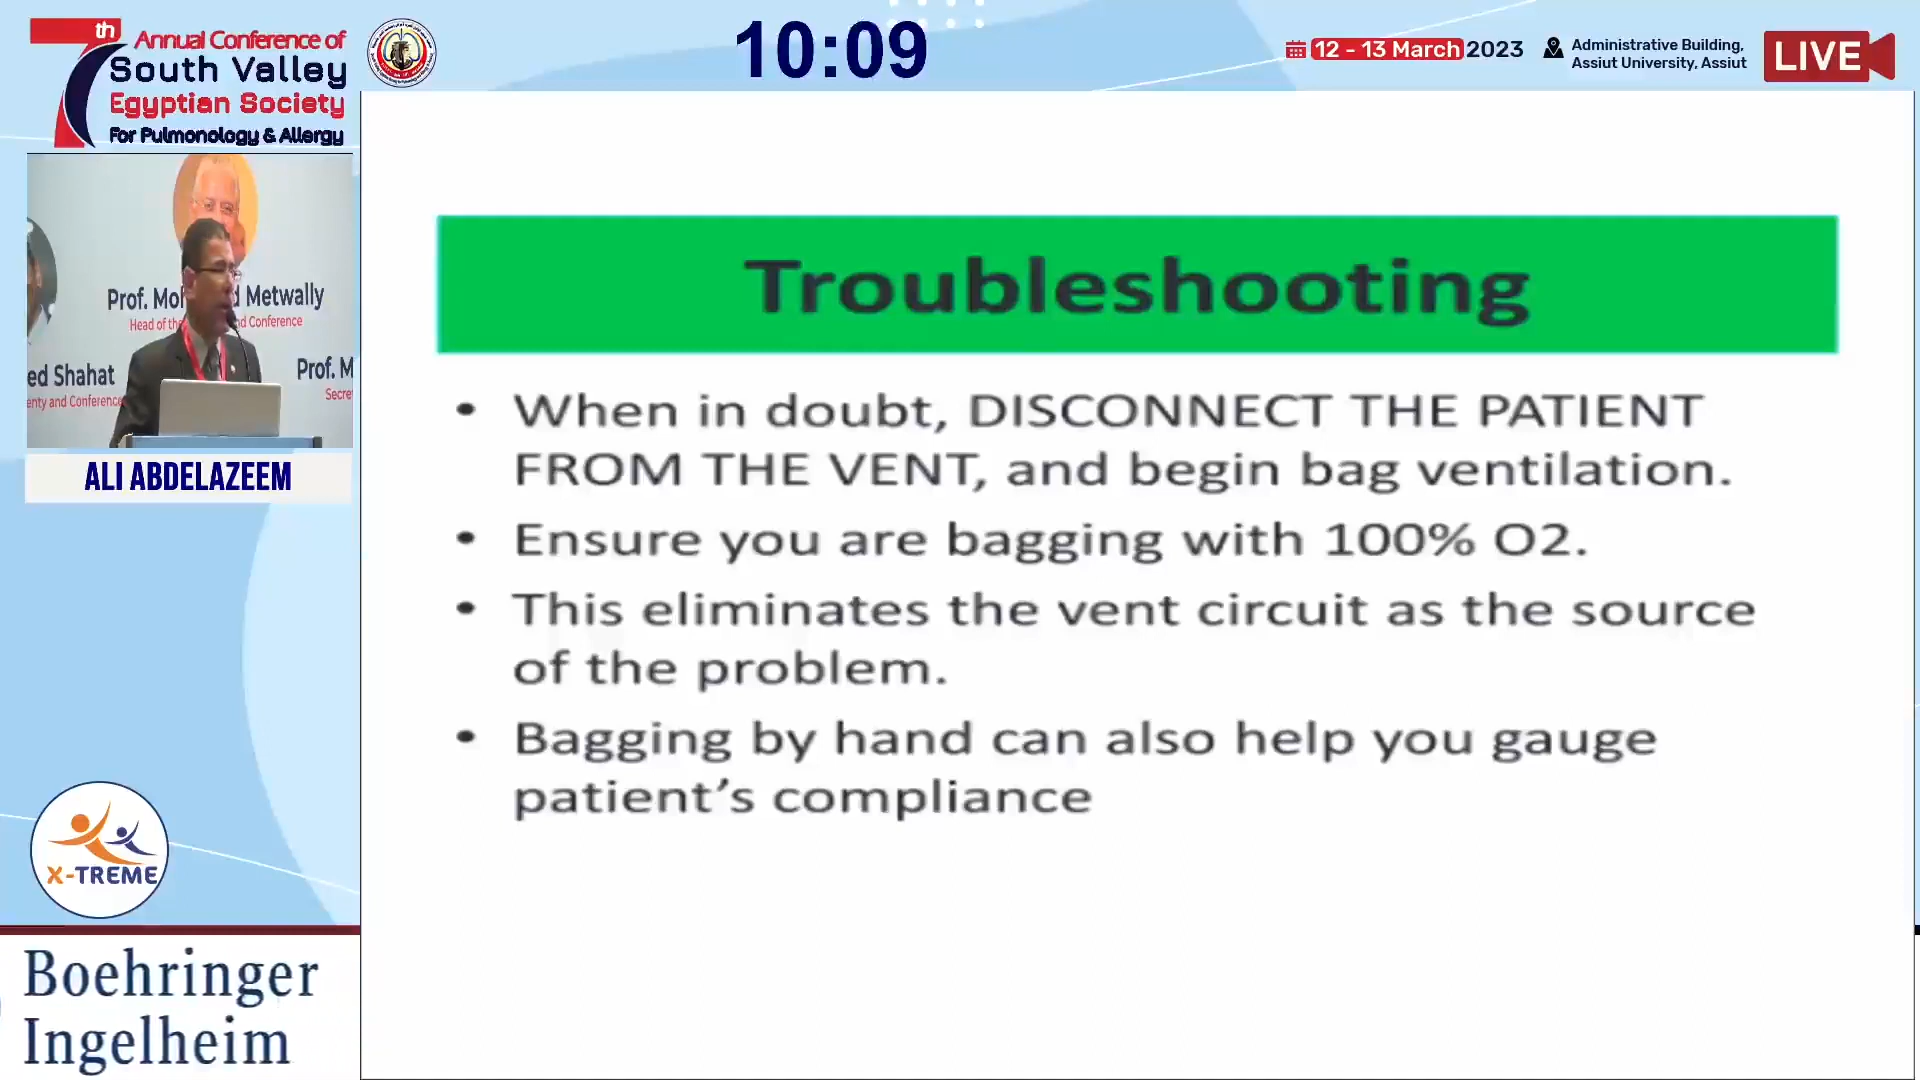 7th
Annual Conference of
South Valley
Egyptian Society
For Pulmonology & Allergy
10:09
12 - 13 March 2023
Administrative Building,
Assiut University, Assiut
LIVE
Prof. Mo d Metwally
Head of the nd Conference
ed Shahat
enty and Conference
Prof. M
Secre
ALI ABDELAZEEM
X-TREME
Boehringer
Ingelheim
Troubleshooting
• When in doubt, DISCONNECT THE PATIENT
FROM THE VENT, and begin bag ventilation.
• Ensure you are bagging with 100% O2.
• This eliminates the vent circuit as the source
of the problem.
• Bagging by hand can also help you gauge
patient’s compliance